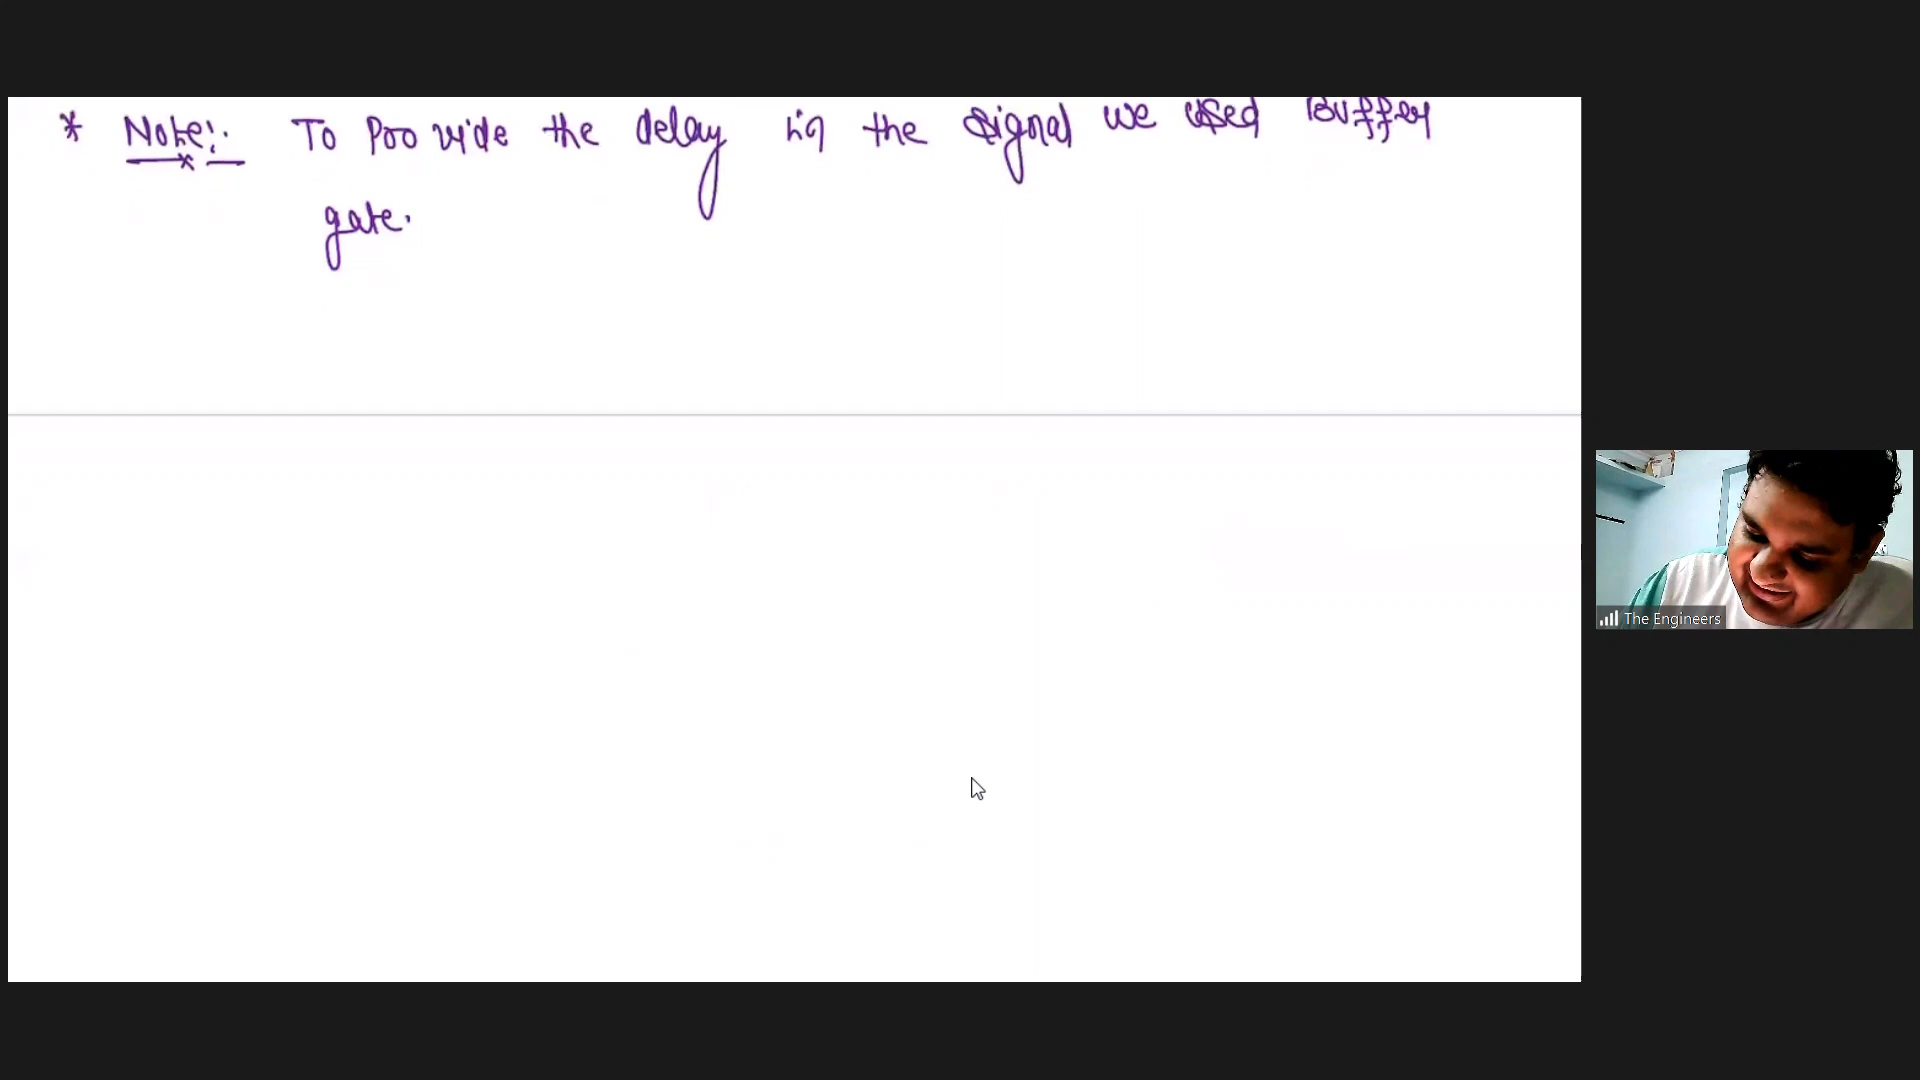 * Note:- To Provide the delay in the signal we used Buffer
gate.
The Engineers